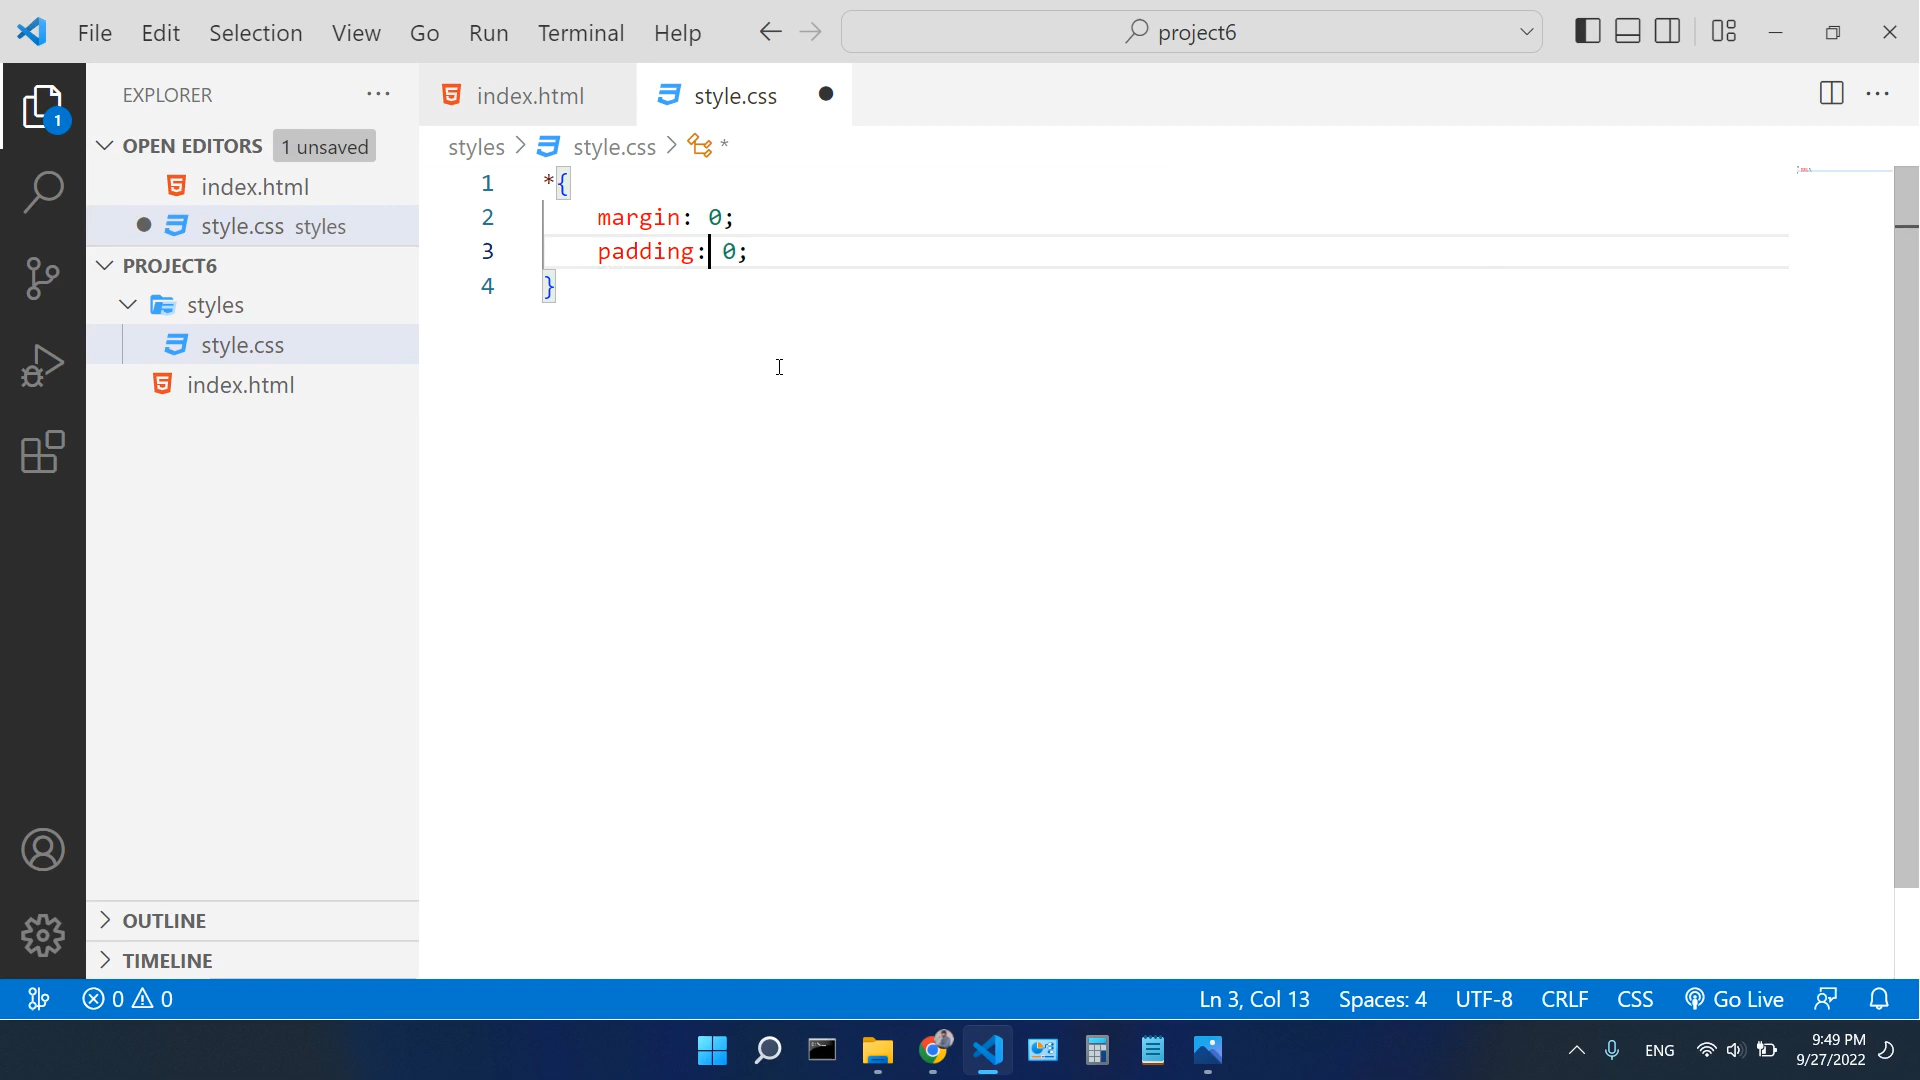 File Edit Selection View Go Run Terminal Help
project6
EXPLORER
1
OPEN EDITORS 1 unsaved
index.html
style.css styles
PROJECT6
styles
style.css
index.html
OUTLINE
TIMELINE
index.html
style.css
styles > style.css > *
1 *{
2 margin: 0;
3 padding: 0;
4 }
0 0
Ln 3, Col 13 Spaces: 4 UTF-8 CRLF CSS Go Live
ENG
9:49 PM
9/27/2022